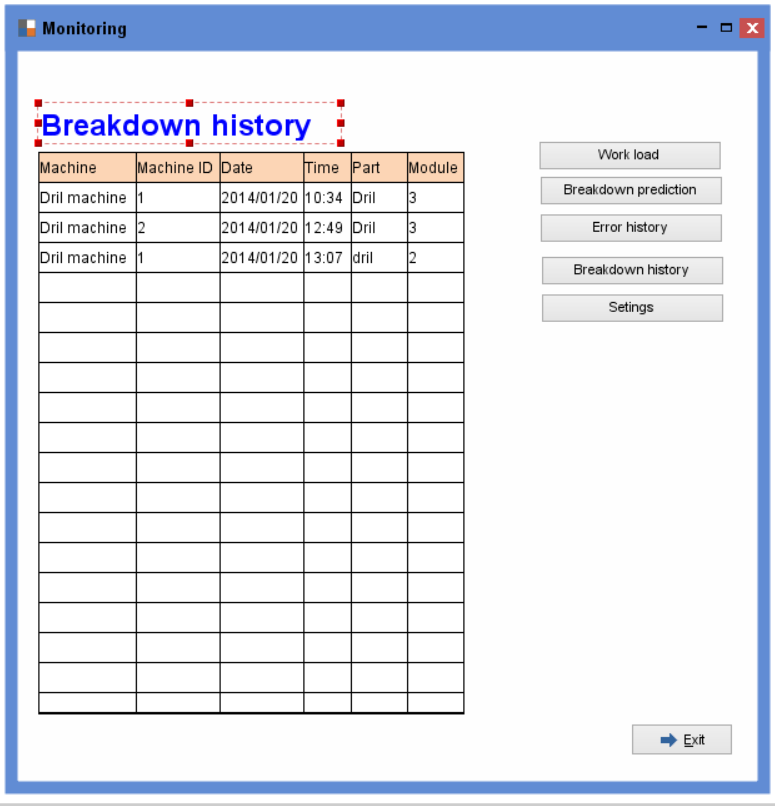 Monitoring
Breakdown history
Machine Machine ID Date Time Part Module
Dril machine 1 2014/01/20 10:34 Dril 3
Dril machine 2 2014/01/20 12:49 Dril 3
Dril machine 1 2014/01/20 13:07 dril 2
Work load
Breakdown prediction
Error history
Breakdown history
Setings
Exit